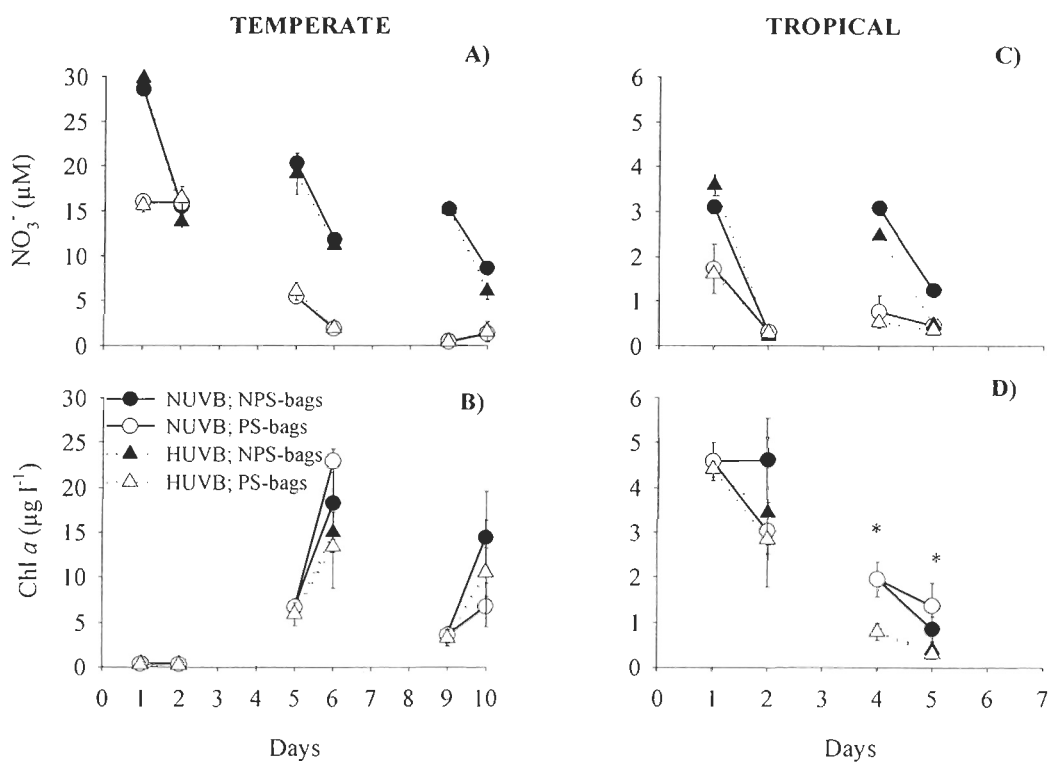 TEMPERATE
TROPICAL
A)
C)
30
25
20
15
10
5
0
NO₃⁻ (µM)
6
5
4
3
2
1
0
B)
D)
30
25
20
15
10
5
0
Chl a (µg l⁻¹)
NUVB; NPS-bags
NUVB; PS-bags
HUVB; NPS-bags
HUVB; PS-bags
6
5
4
3
2
1
0
* *
0 1 2 3 4 5 6 7 8 9 10
0 1 2 3 4 5 6 7
Days
Days